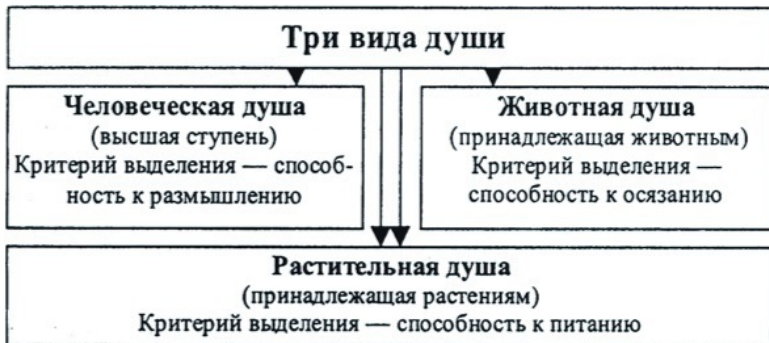 Три вида души
Человеческая душа
(высшая ступень)
Критерий выделения — способ-
ность к размышлению
Животная душа
(принадлежащая животным)
Критерий выделения —
способность к осязанию
Растительная душа
(принадлежащая растениям)
Критерий выделения — способность к питанию